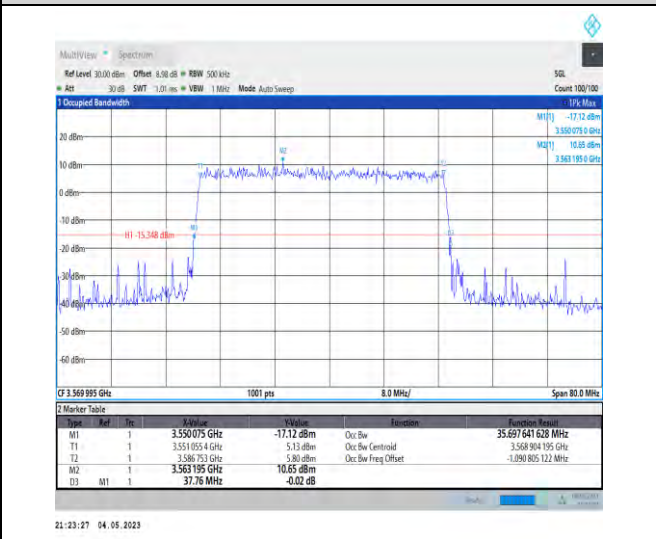 MultiView Spectrum
Ref Level 30.00 dBm Offset 8.98 dB RBW 500 kHz SGL
Att 30 dB SWT 1.01 ms VBW 1 MHz Mode Auto Sweep Count 100/100
1 Occupied Bandwidth 1Pk Max
M1[1] -17.12 dBm
3.550 075 0 GHz
M2[1] 10.65 dBm
3.563 195 0 GHz
20 dBm
M2
10 dBm
T1
0 dBm
-10 dBm
H1 -15.348 dBm
-20 dBm
-30 dBm
-40 dBm
-50 dBm
-60 dBm
CF 3.569 995 GHz 1001 pts 8.0 MHz/ Span 80.0 MHz
2 Marker Table
Type Ref Trc X-Value Y-Value Function Function Result
M1 1 3.550 075 GHz -17.12 dBm Occ Bw 35.697 641 628 MHz
T1 1 3.551 055 4 GHz 5.13 dBm Occ Bw Centroid 3.568 904 195 GHz
T2 1 3.586 753 GHz 5.80 dBm Occ Bw Freq Offset -1.090 805 122 MHz
M2 1 3.563 195 GHz 10.65 dBm
D3 M1 1 37.76 MHz -0.02 dB
21:23:27 04.05.2023